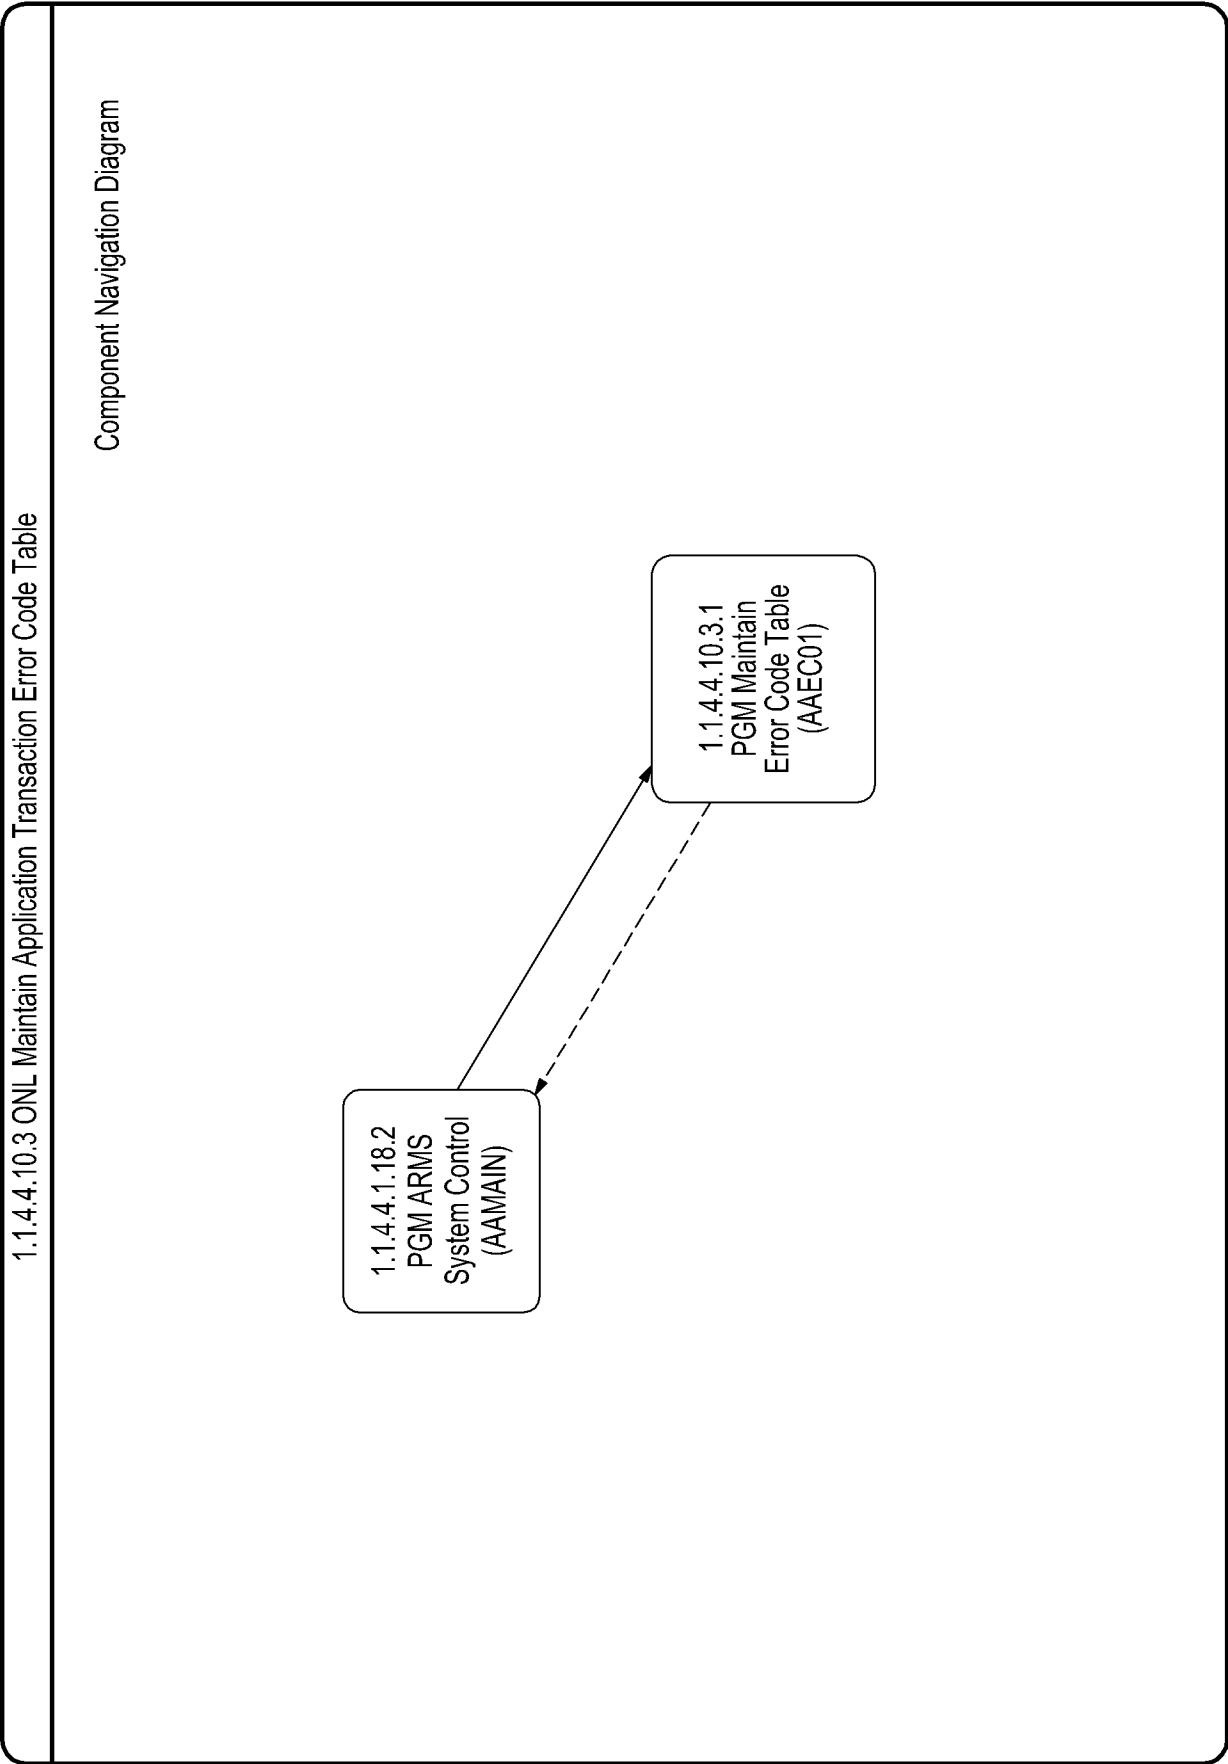 1.1.4.4.10.3 ONL Maintain Application Transaction Error Code Table
Component Navigation Diagram
1.1.4.4.1.18.2
PGM ARMS
System Control
(AAMAIN)
1.1.4.4.10.3.1
PGM Maintain
Error Code Table
(AAEC01)